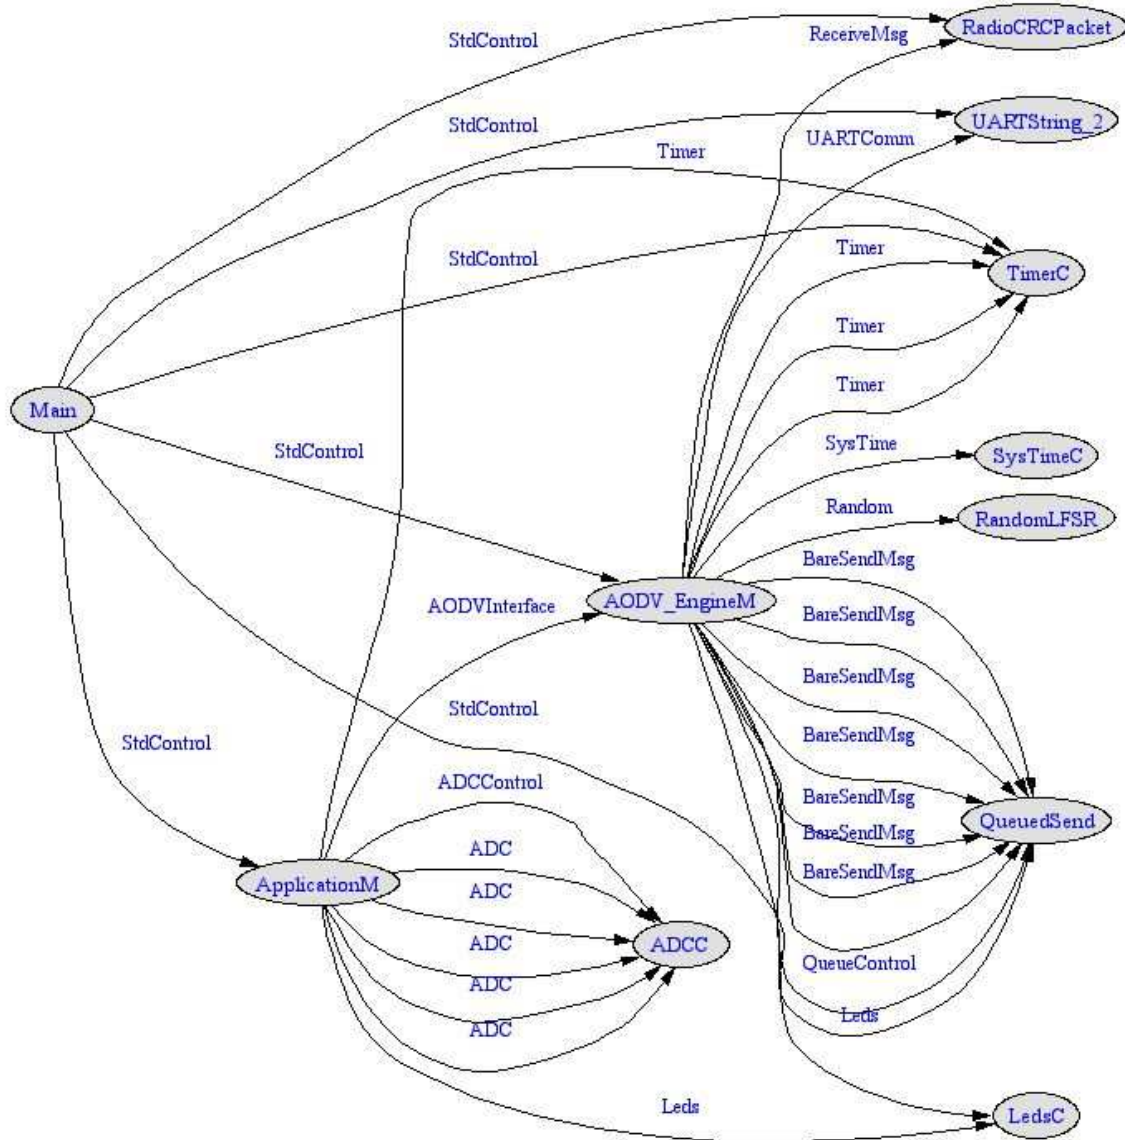 RadioCRCPacket
ReceiveMsg
StdControl
UARTString_2
StdControl
UARTComm
Timer
Timer
StdControl
TimerC
Timer
Timer
Main
StdControl
SysTime
SysTimeC
Random
RandomLFSR
BareSendMsg
AODV_EngineM
AODVInterface
BareSendMsg
BareSendMsg
StdControl
BareSendMsg
StdControl
ADCControl
BareSendMsg
QueuedSend
BareSendMsg
ADC
BareSendMsg
ApplicationM
ADC
ADC
ADCC
QueueControl
ADC
Leds
ADC
Leds
LedsC